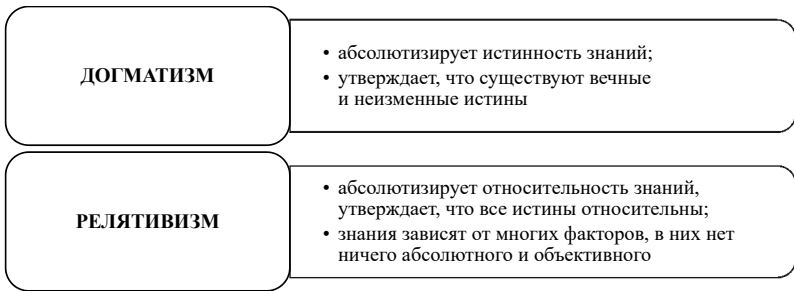 ДОГМАТИЗМ
• абсолютизирует истинность знаний;
• утверждает, что существуют вечные
и неизменные истины
РЕЛЯТИВИЗМ
• абсолютизирует относительность знаний,
утверждает, что все истины относительны;
• знания зависят от многих факторов, в них нет
ничего абсолютного и объективного